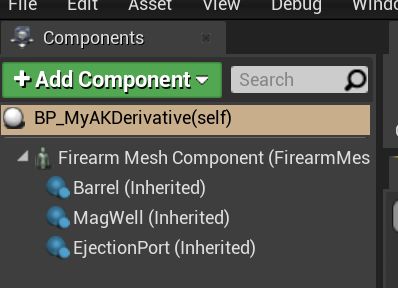 File Edit Asset View Debug Windo
Components
+ Add Component
Search
BP_MyAKDerivative(self)
Firearm Mesh Component (FirearmMes
Barrel (Inherited)
MagWell (Inherited)
EjectionPort (Inherited)